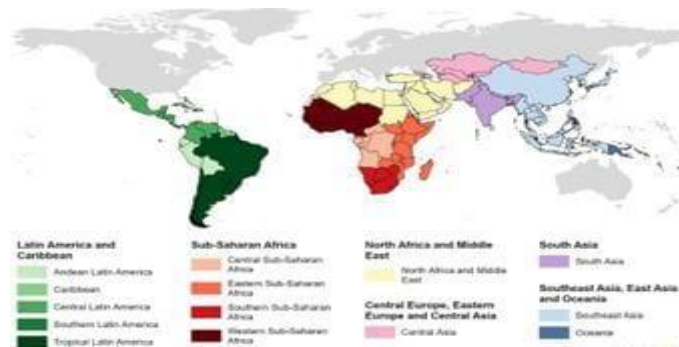 Latin America and
Caribbean
Andean Latin America
Caribbean
Central Latin America
Southern Latin America
Tropical Latin America
Sub-Saharan Africa
Central Sub-Saharan
Africa
Eastern Sub-Saharan
Africa
Southern Sub-Saharan
Africa
Western Sub-Saharan
Africa
North Africa and Middle
East
North Africa and Middle
East
Central Europe, Eastern
Europe and Central Asia
Central Asia
South Asia
South Asia
Southeast Asia, East Asia
and Oceania
Southeast Asia
Oceania